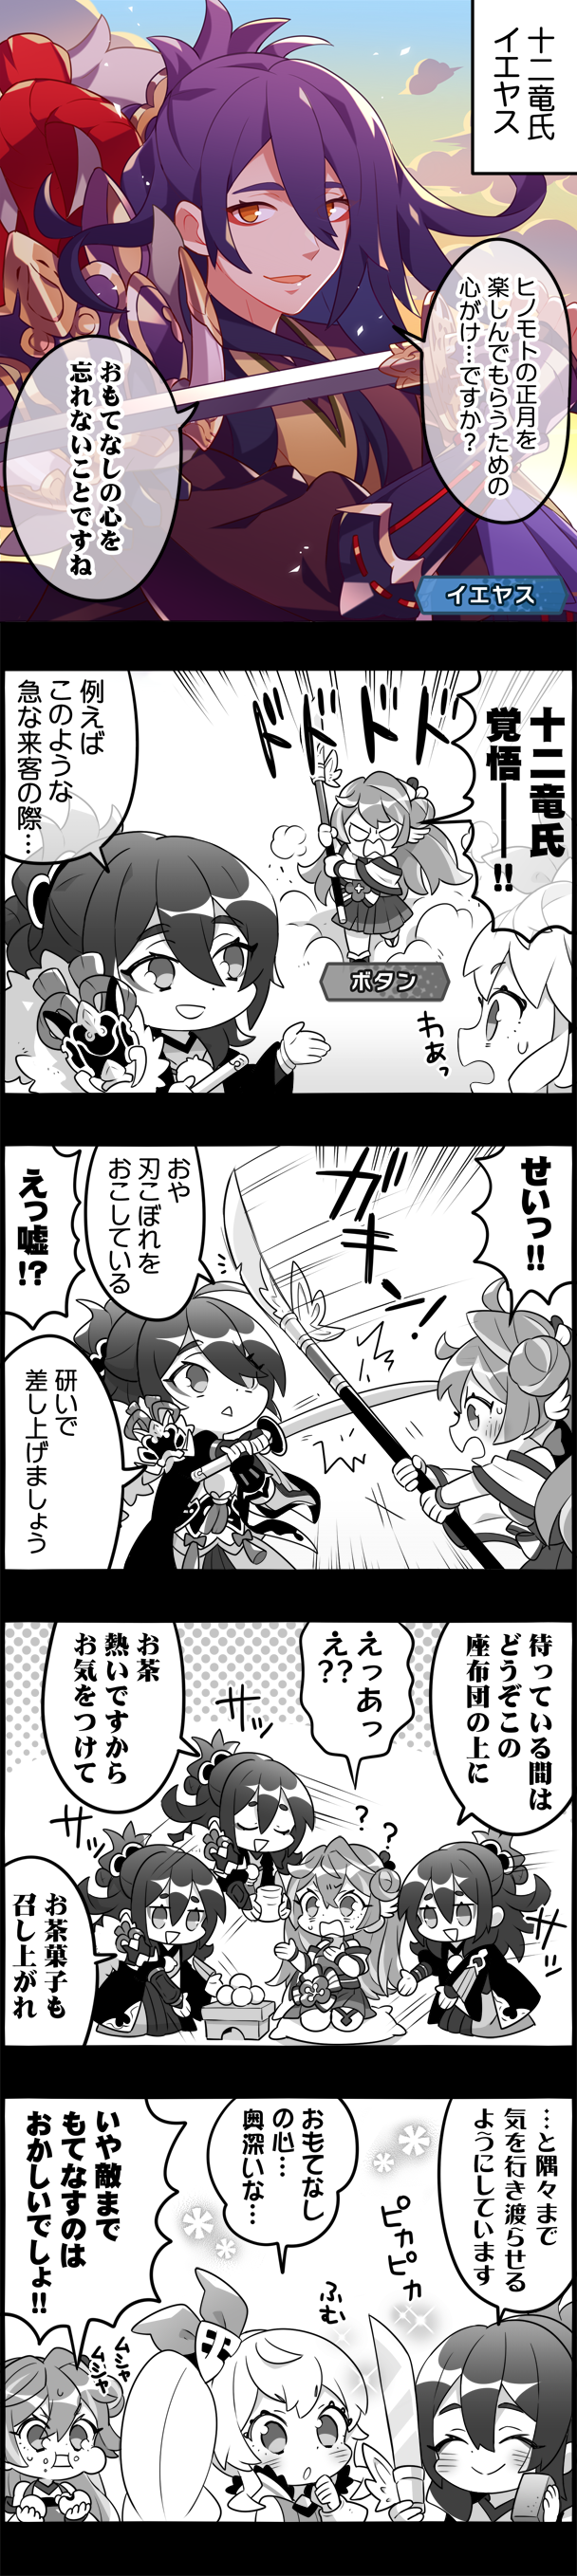 十二竜氏
イエヤス
ヒノモトの正月を
楽しんでもらうための
心がけ…ですか？
おもてなしの心を
忘れないことですね
イエヤス
十二竜氏
覚悟――!!
ドドドド
例えば
このような
急な来客の際…
ボタン
わぁっ
せいっ!!
ガキン！
おや
刃こぼれを
おこしている
えっ嘘!?
研いで
差し上げましょう
待っている間は
どうぞこの
座布団の上に
えっあっ
え??
お茶
熱いですから
お気をつけて
サッ
サッ
サッ
？
？
お茶菓子も
召し上がれ
…と隅々まで
気を行き渡らせる
ようにしています
ピカ
ピカ
おもてなし
の心…
奥深いな…
ふむ
いや敵まで
もてなすのは
おかしいでしょ!!
ムシャ
ムシャ